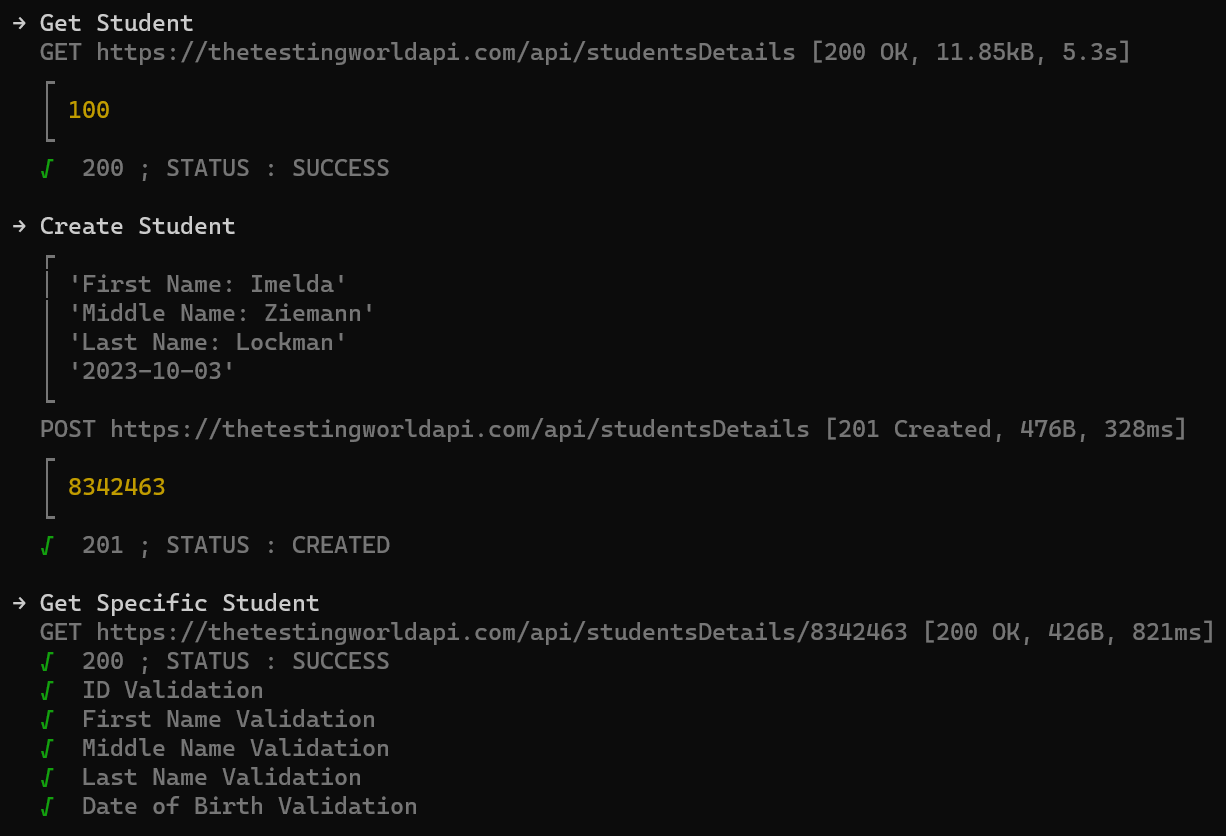 → Get Student
GET https://thetestingworldapi.com/api/studentsDetails [200 OK, 11.85kB, 5.3s]
100
√ 200 ; STATUS : SUCCESS
→ Create Student
'First Name: Imelda'
'Middle Name: Ziemann'
'Last Name: Lockman'
'2023-10-03'
POST https://thetestingworldapi.com/api/studentsDetails [201 Created, 476B, 328ms]
8342463
√ 201 ; STATUS : CREATED
→ Get Specific Student
GET https://thetestingworldapi.com/api/studentsDetails/8342463 [200 OK, 426B, 821ms]
√ 200 ; STATUS : SUCCESS
√ ID Validation
√ First Name Validation
√ Middle Name Validation
√ Last Name Validation
√ Date of Birth Validation